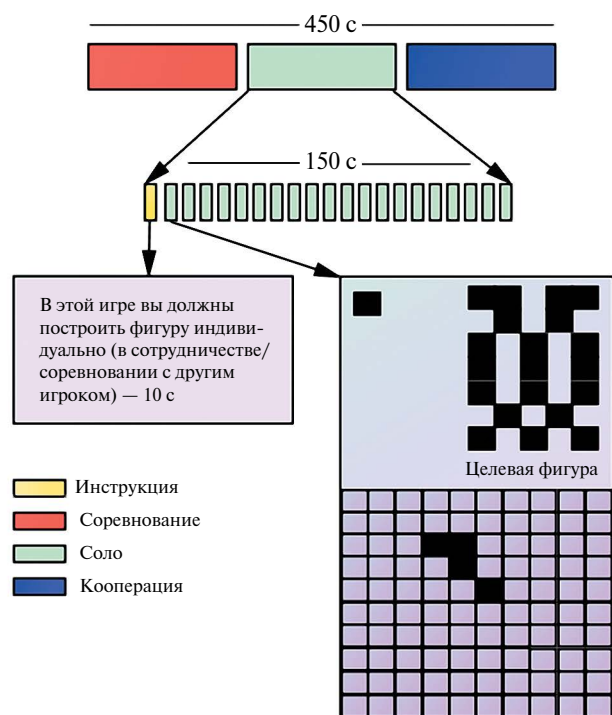 450 с
150 с
В этой игре вы должны
построить фигуру индиви-
дуально (в сотрудничестве/
соревновании с другим
игроком) — 10 с
Целевая фигура
Инструкция
Соревнование
Соло
Кооперация